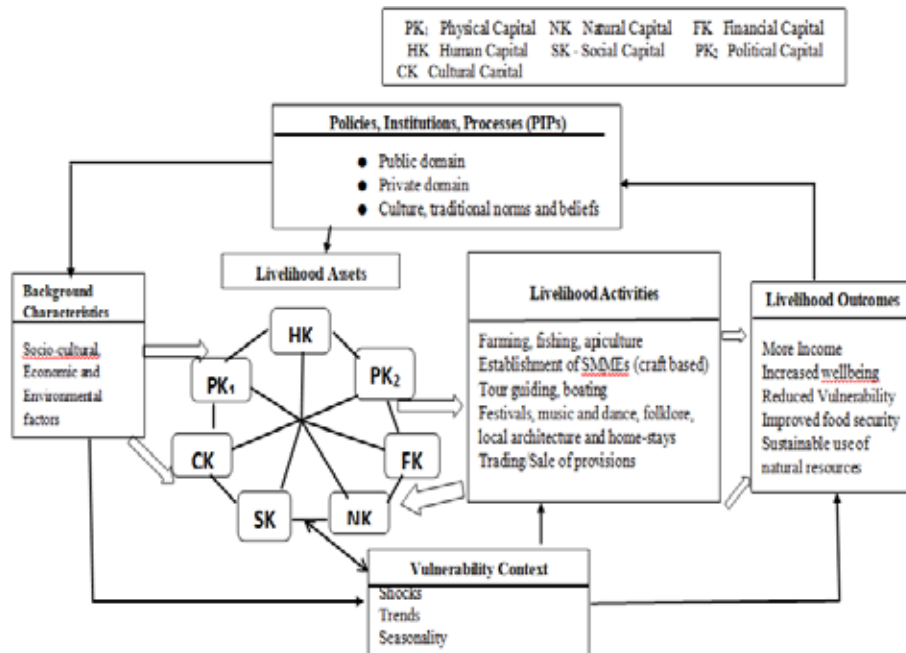 PK1 Physical Capital NK Natural Capital FK Financial Capital
HK Human Capital SK - Social Capital PK2 Political Capital
CK Cultural Capital
Policies, Institutions, Processes (PIPs)
● Public domain
● Private domain
● Culture, traditional norms and beliefs
Livelihood Assets
Background
Characteristics
Socio-cultural,
Economic and
Environmental
factors
HK
PK1
PK2
CK
FK
SK
NK
Livelihood Activities
Farming, fishing, apiculture
Establishment of SMMEs (craft based)
Tour guiding, boating
Festivals, music and dance, folklore,
local architecture and home-stays
Trading/Sale of provisions
Livelihood Outcomes
More Income
Increased wellbeing
Reduced Vulnerability
Improved food security
Sustainable use of
natural resources
Vulnerability Context
Shocks
Trends
Seasonality